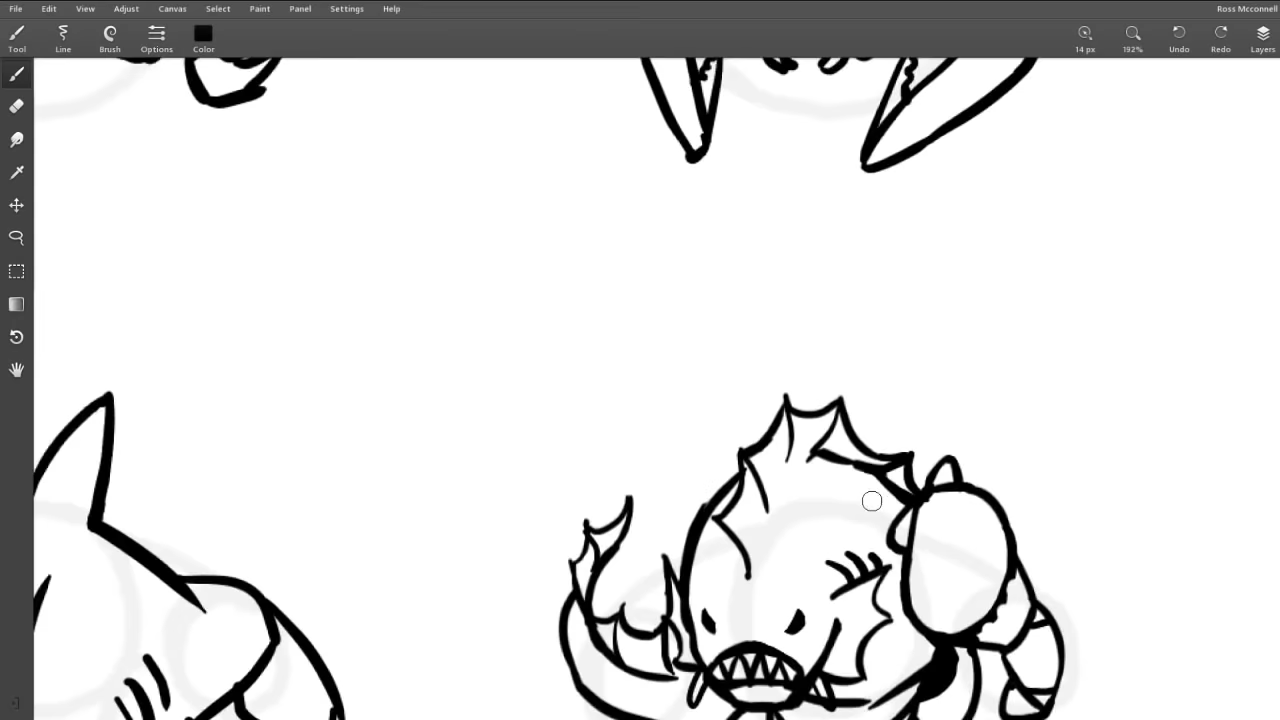 File Edit View Adjust Canvas Select Paint Panel Settings Help Ross Mcconnell
Tool Line Brush Options Color 14 px 192% Undo Redo Layers